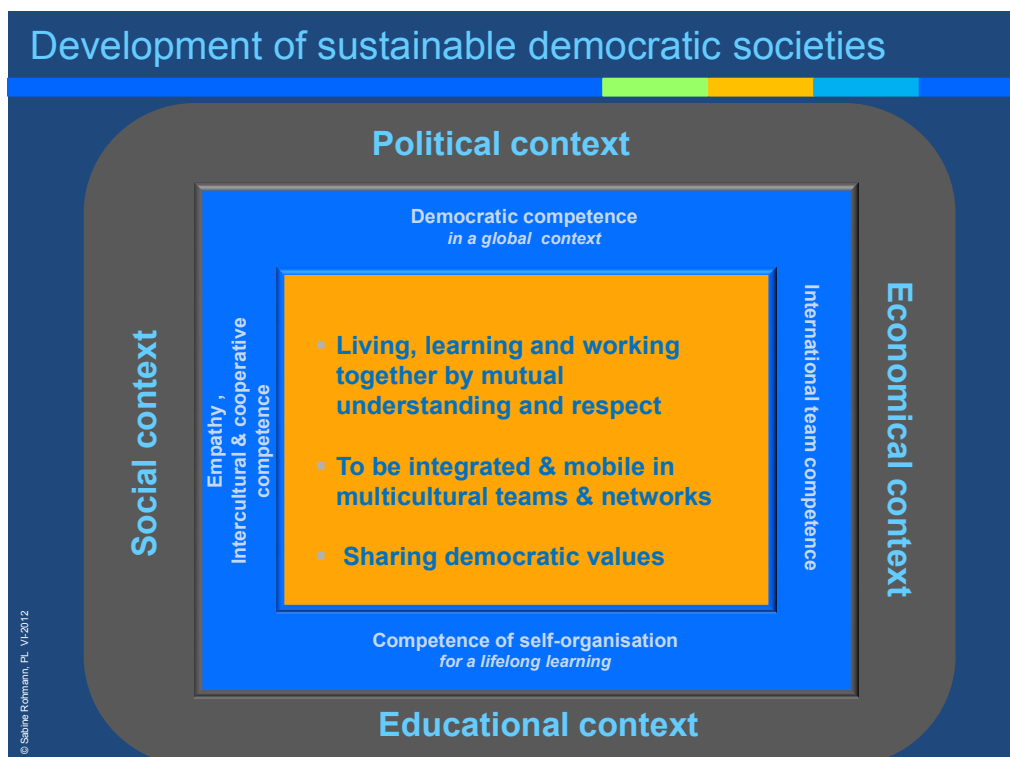 Development of sustainable democratic societies
Political context
Democratic competence
in a global context
Social context
Empathy ,
Intercultural & cooperative
competence
▪ Living, learning and working
together by mutual
understanding and respect
▪ To be integrated & mobile in
multicultural teams & networks
▪ Sharing democratic values
International team competence
Economical context
Competence of self-organisation
for a lifelong learning
Educational context
© Sabine Rohmann, PL VI-2012